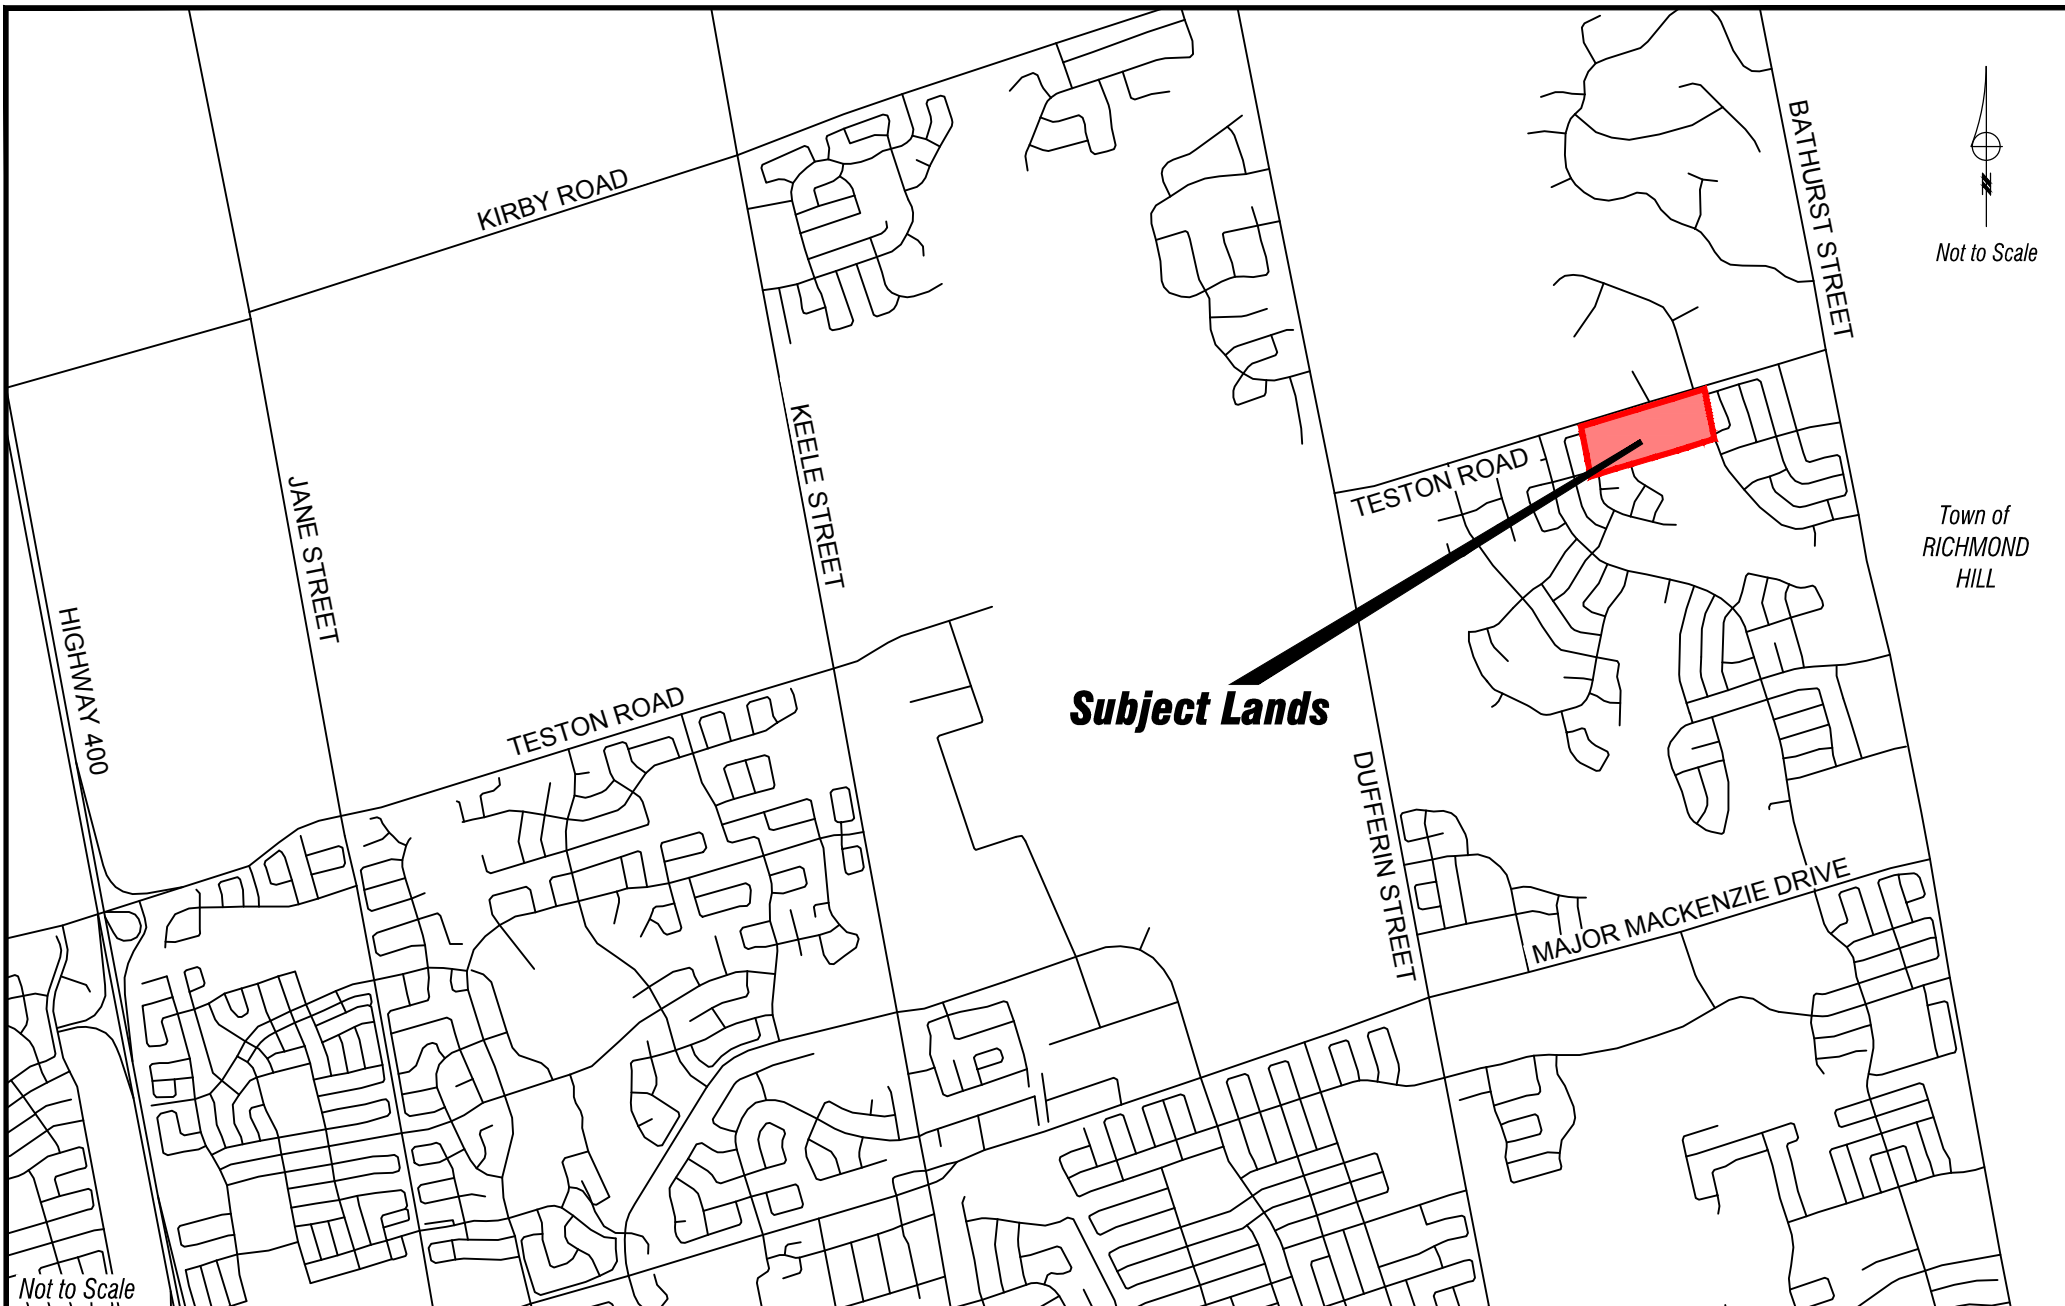 KIRBY ROAD
BATHURST STREET
N
Not to Scale
KEELE STREET
JANE STREET
TESTON ROAD
Town of
RICHMOND
HILL
HIGHWAY 400
TESTON ROAD
Subject Lands
DUFFERIN STREET
MAJOR MACKENZIE DRIVE
Not to Scale